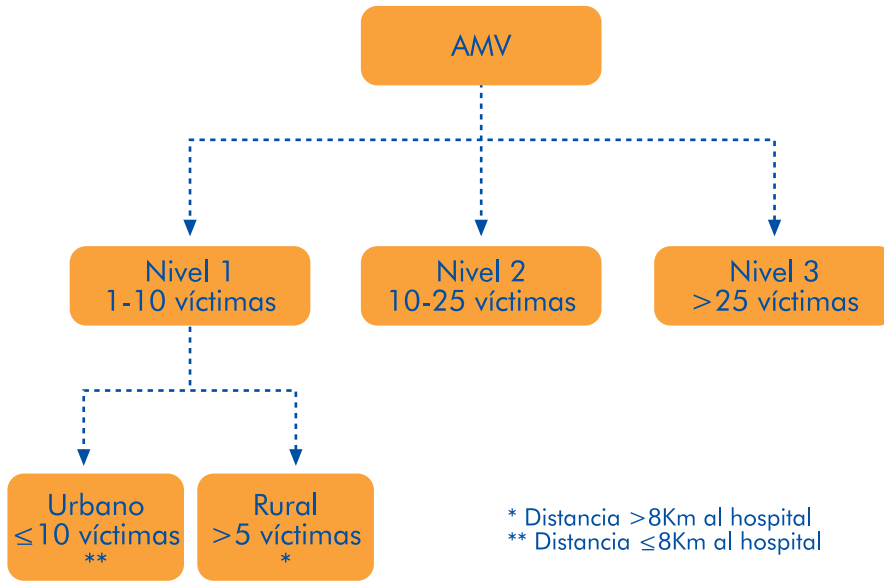 AMV
Nivel 1
1-10 víctimas
Nivel 2
10-25 víctimas
Nivel 3
>25 víctimas
Urbano
≤10 víctimas
**
Rural
>5 víctimas
*
* Distancia >8Km al hospital
** Distancia ≤8Km al hospital